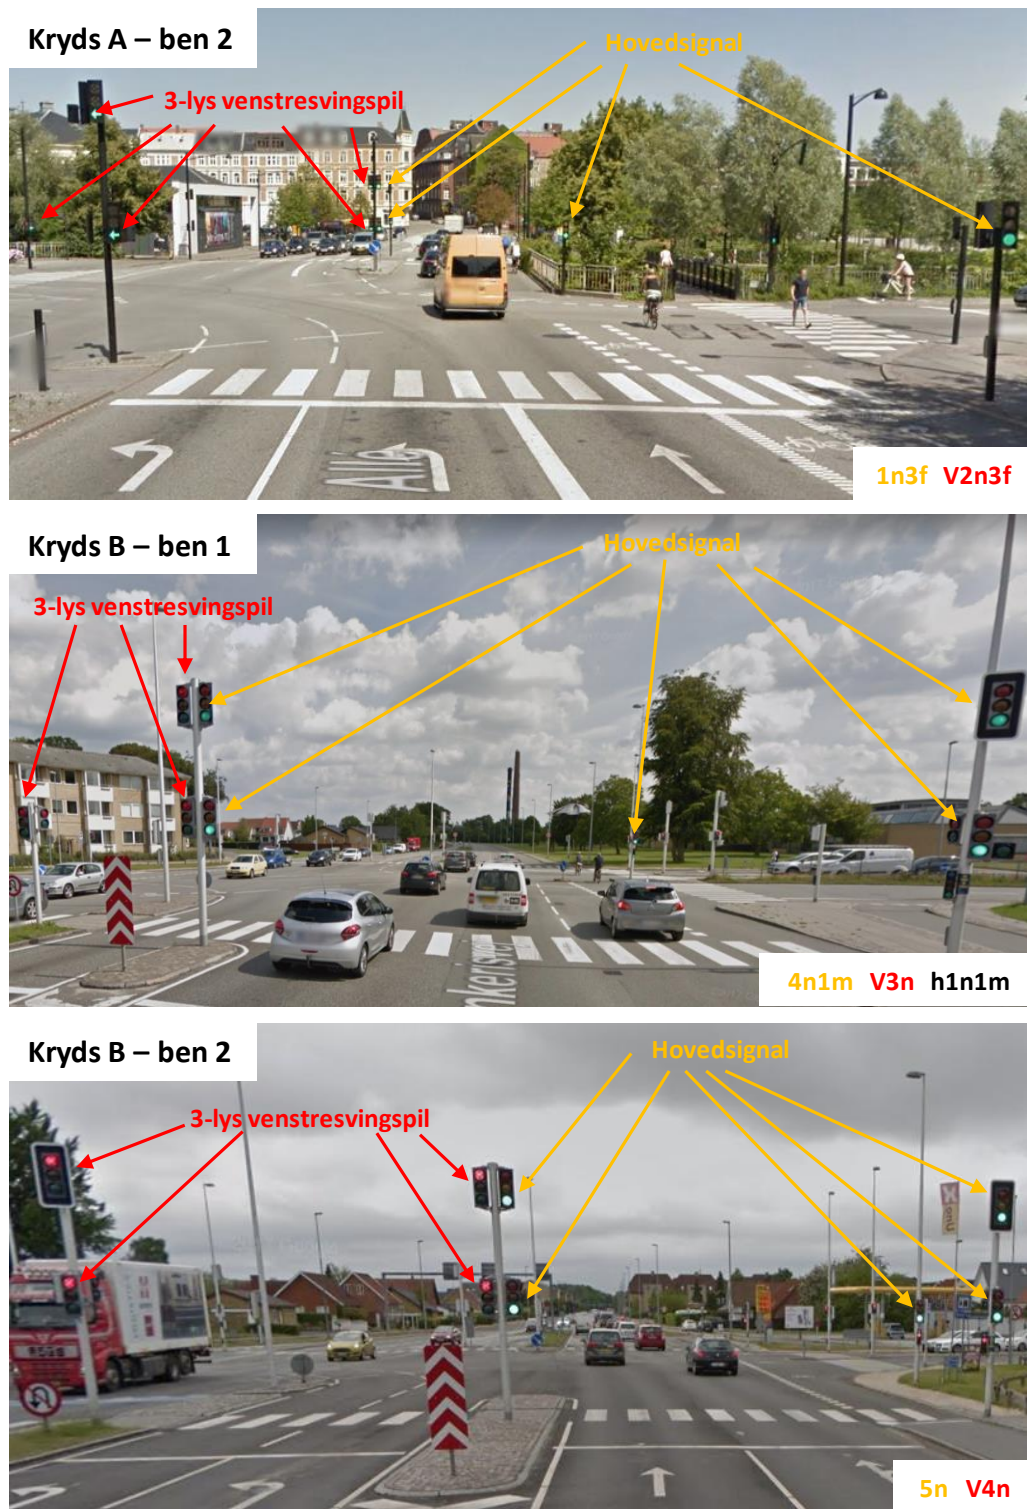 Kryds A – ben 2
Hovedsignal
3-lys venstresvingspil
Allé
1n3f V2n3f
Kryds B – ben 1
Hovedsignal
3-lys venstresvingspil
4n1m V3n h1n1m
Kryds B – ben 2
Hovedsignal
3-lys venstresvingspil
5n V4n